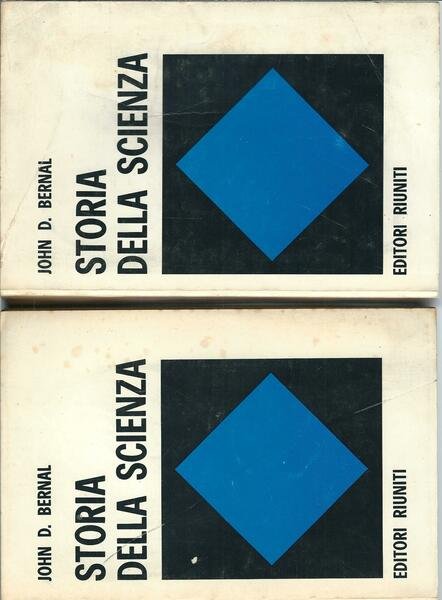 JOHN D. BERNAL
STORIA
DELLA SCIENZA
EDITORI RIUNITI
JOHN D. BERNAL
STORIA
DELLA SCIENZA
EDITORI RIUNITI